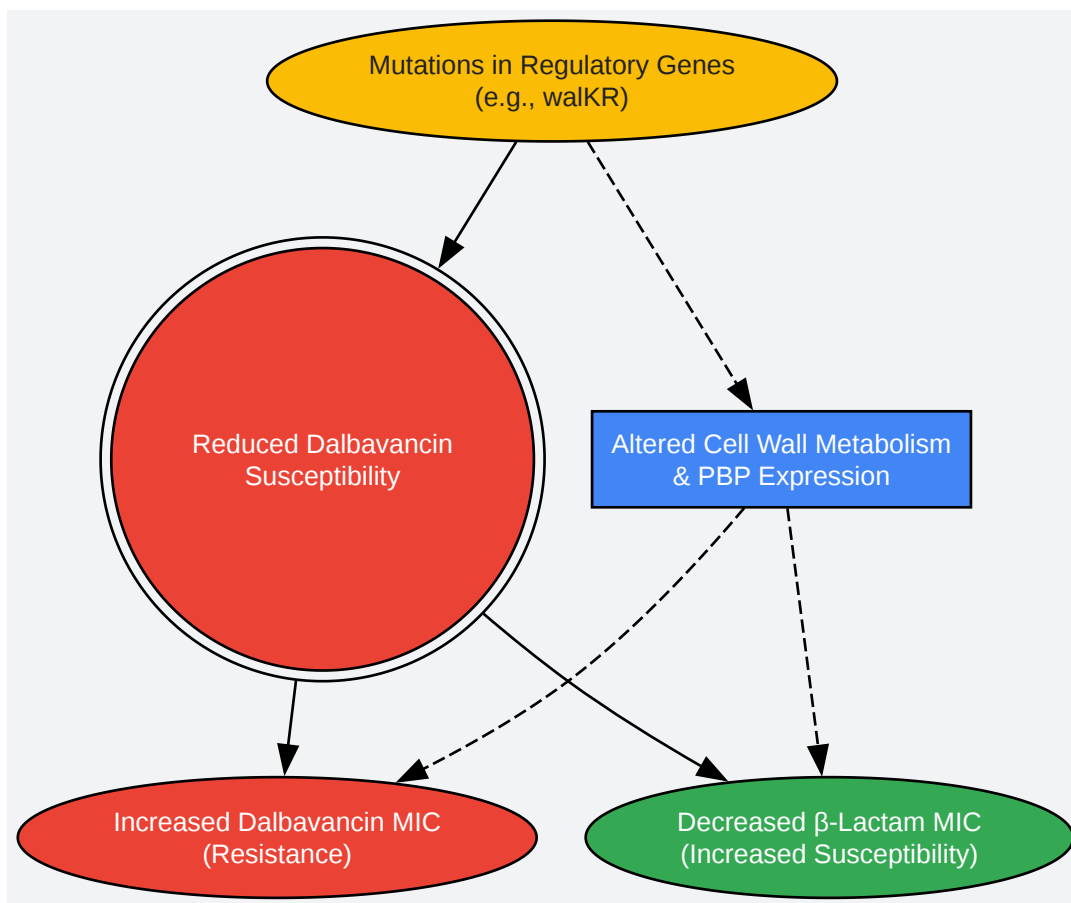 Mutations in Regulatory Genes
(e.g., walKR)
Reduced Dalbavancin
Susceptibility
Altered Cell Wall Metabolism
& PBP Expression
Increased Dalbavancin MIC
(Resistance)
Decreased β-Lactam MIC
(Increased Susceptibility)